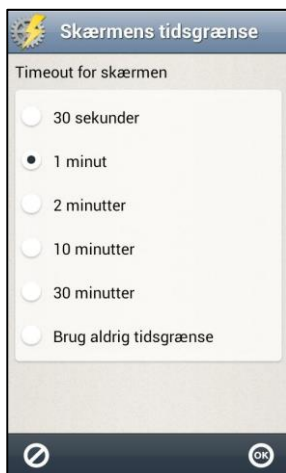 Skærmens tidsgrænse
Timeout for skærmen
30 sekunder
1 minut
2 minutter
10 minutter
30 minutter
Brug aldrig tidsgrænse
OK